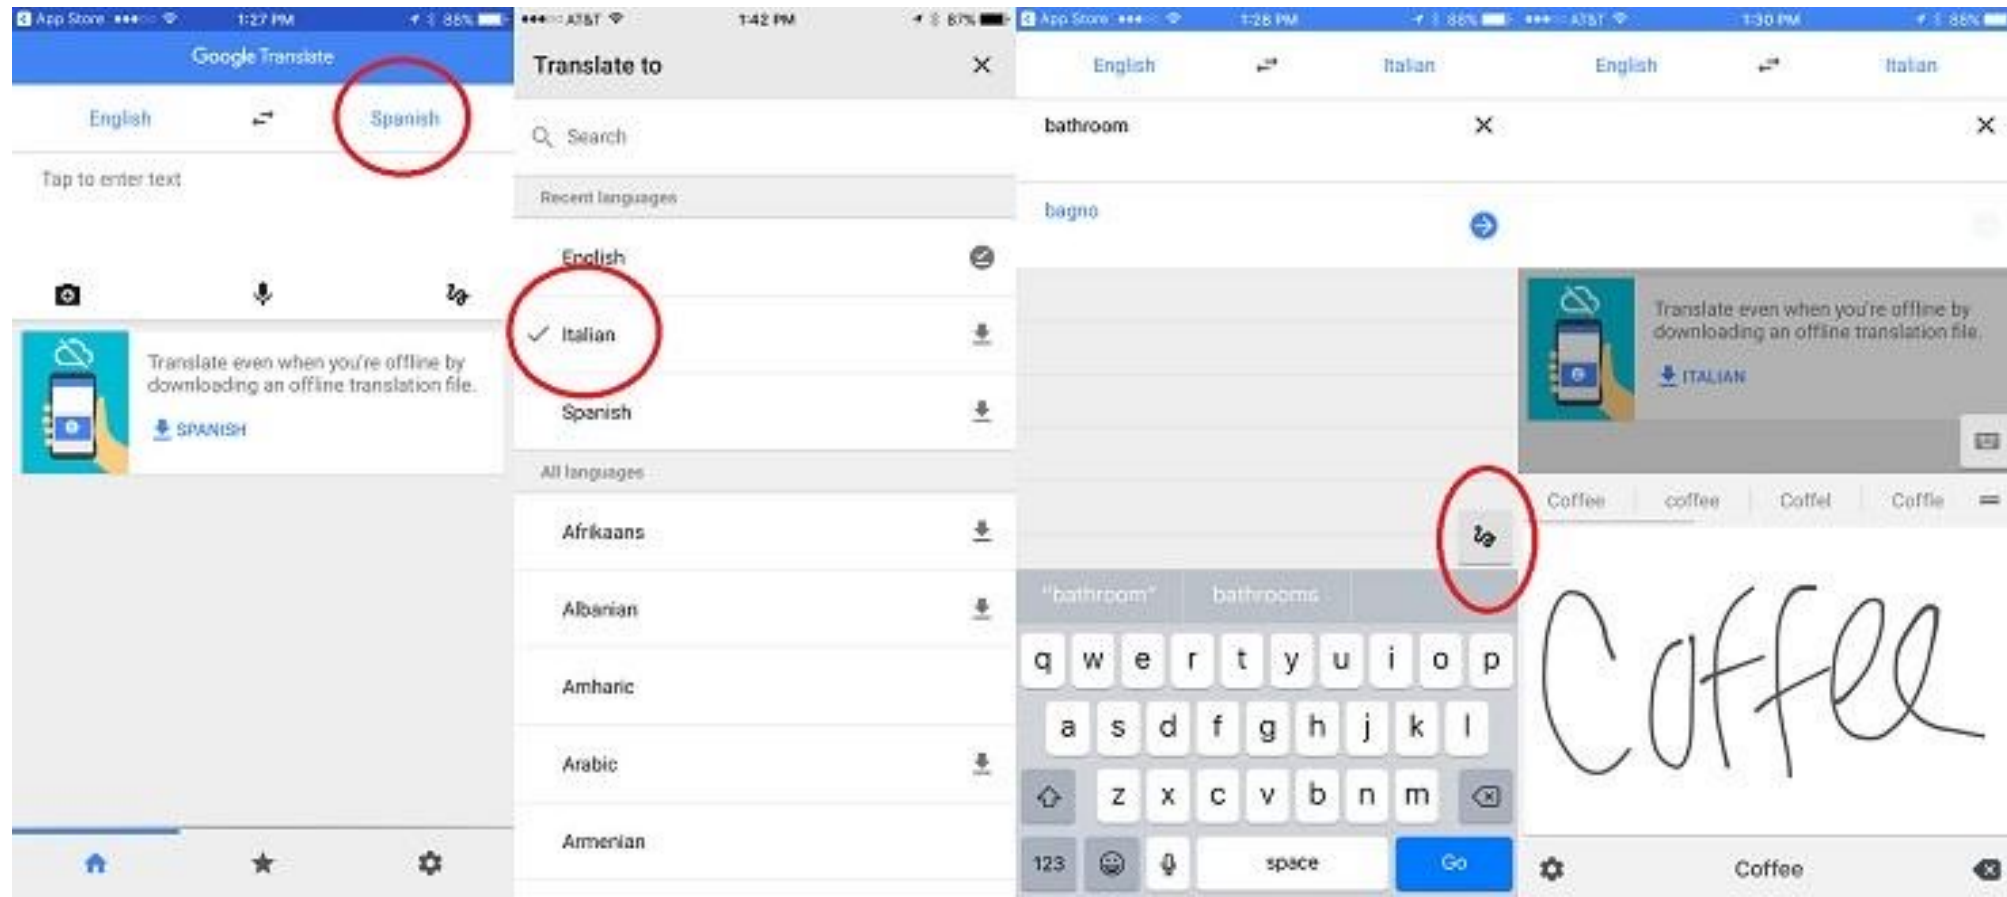 App Store 1:27 PM 88%
Google Translate
English Spanish
Tap to enter text
Translate even when you're offline by
downloading an offline translation file.
SPANISH
AT&T 1:42 PM 87%
Translate to
Search
Recent languages
English
Italian
Spanish
All languages
Afrikaans
Albanian
Amharic
Arabic
Armenian
App Store 1:28 PM 88%
English Italian
bathroom
bagno
"bathroom" bathrooms
q w e r t y u i o p
a s d f g h j k l
z x c v b n m
123 space Go
AT&T 1:30 PM 88%
English Italian
Translate even when you're offline by
downloading an offline translation file.
ITALIAN
Coffee coffee Coffel Coffle
Coffee
Coffee